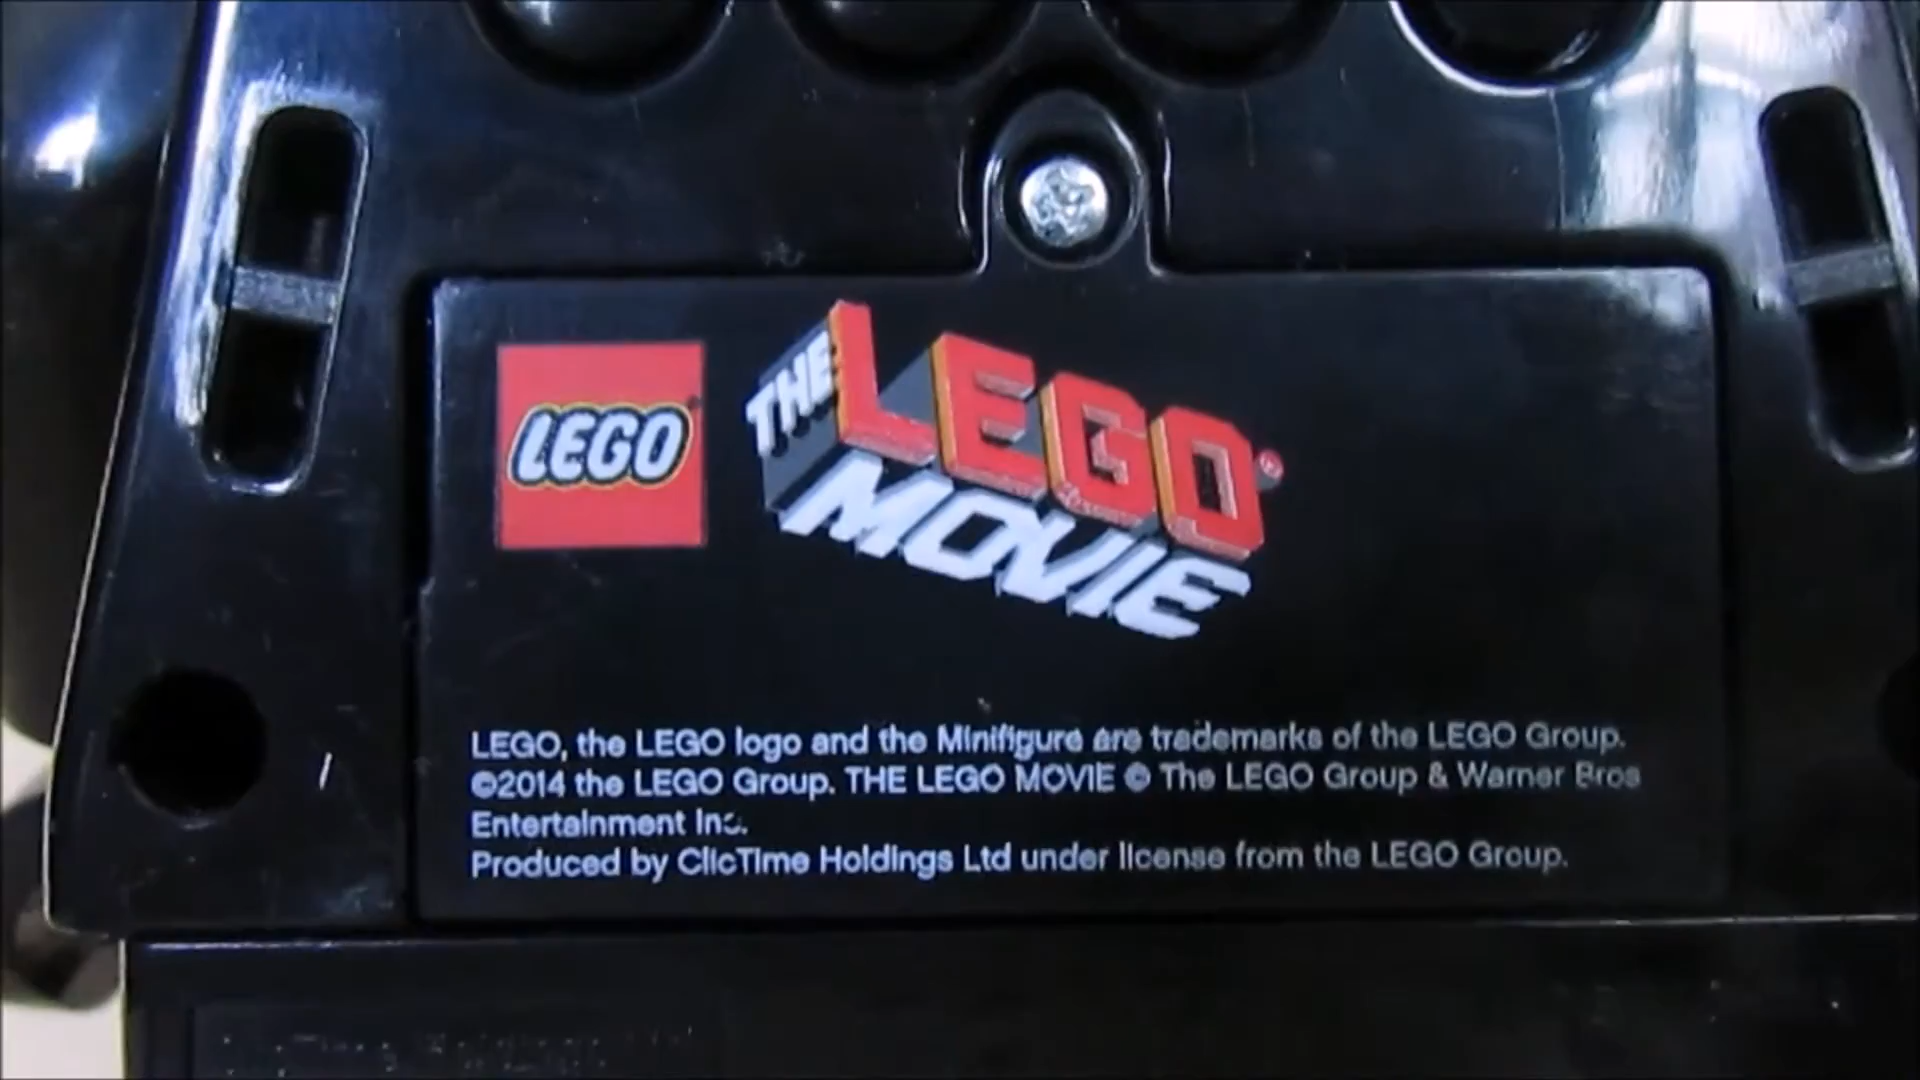 LEGO
THE LEGO®
MOVIE
LEGO, the LEGO logo and the Minifigure are trademarks of the LEGO Group.
©2014 the LEGO Group. THE LEGO MOVIE © The LEGO Group & Warner Bros
Entertainment Inc.
Produced by ClicTime Holdings Ltd under license from the LEGO Group.